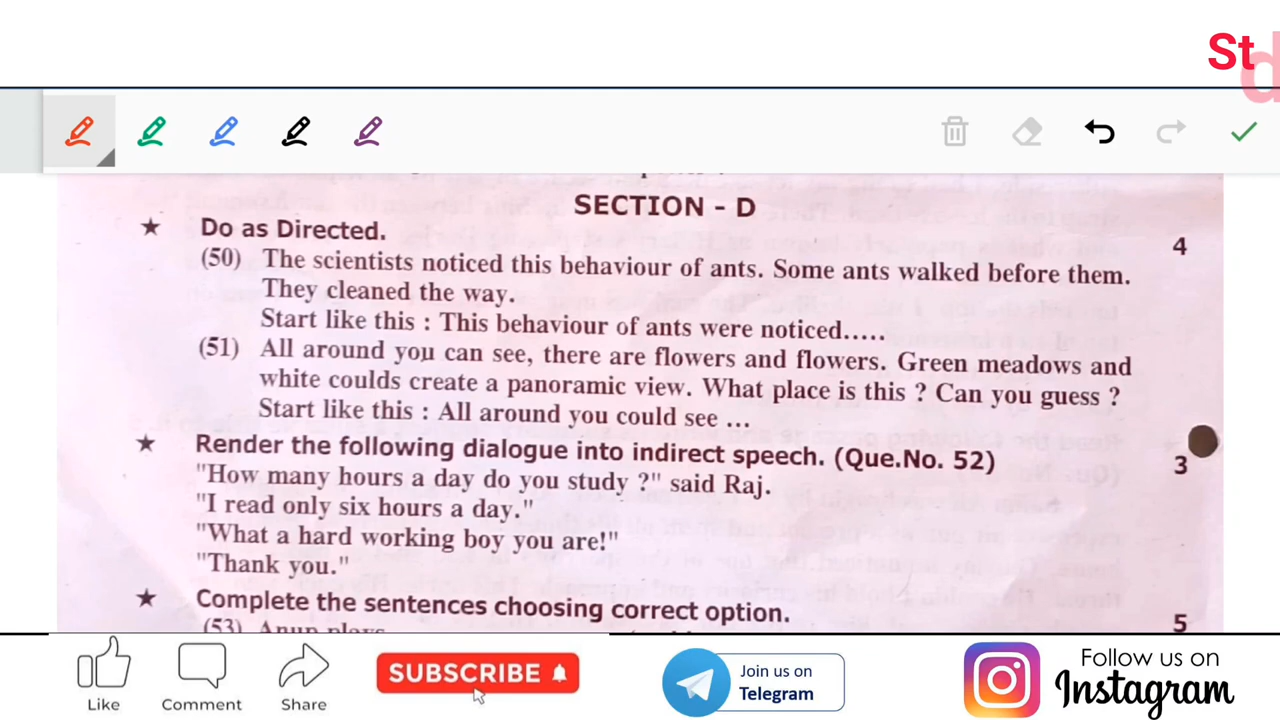 St
d
SECTION - D
★ Do as Directed. 4
(50) The scientists noticed this behaviour of ants. Some ants walked before them.
They cleaned the way.
Start like this : This behaviour of ants were noticed.....
(51) All around you can see, there are flowers and flowers. Green meadows and
white coulds create a panoramic view. What place is this ? Can you guess ?
Start like this : All around you could see ...
★ Render the following dialogue into indirect speech. (Que.No. 52) 3
"How many hours a day do you study ?" said Raj.
"I read only six hours a day."
"What a hard working boy you are!"
"Thank you."
★ Complete the sentences choosing correct option. 5
(53) Anup plays
Like
Comment
Share
SUBSCRIBE
Join us on
Telegram
Follow us on
Instagram